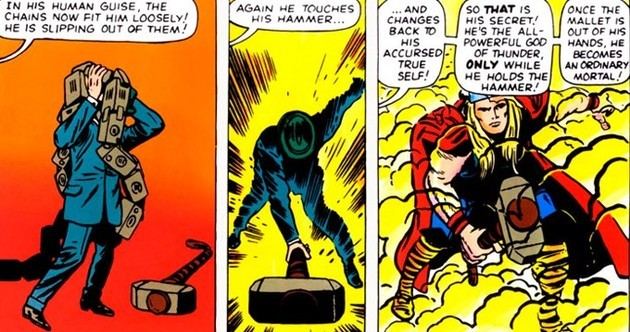 IN HIS HUMAN GUISE, THE
CHAINS NOW FIT HIM LOOSELY!
HE IS SLIPPING OUT OF THEM!
AGAIN HE TOUCHES
HIS HAMMER...
...AND
CHANGES
BACK TO
HIS
ACCURSED
TRUE
SELF!
SO THAT IS
HIS SECRET!
HE'S THE ALL-
POWERFUL GOD
OF THUNDER,
ONLY WHILE
HE HOLDS THE
HAMMER!
ONCE THE
MALLET IS
OUT OF HIS
HANDS, HE
BECOMES
AN ORDINARY
MORTAL!